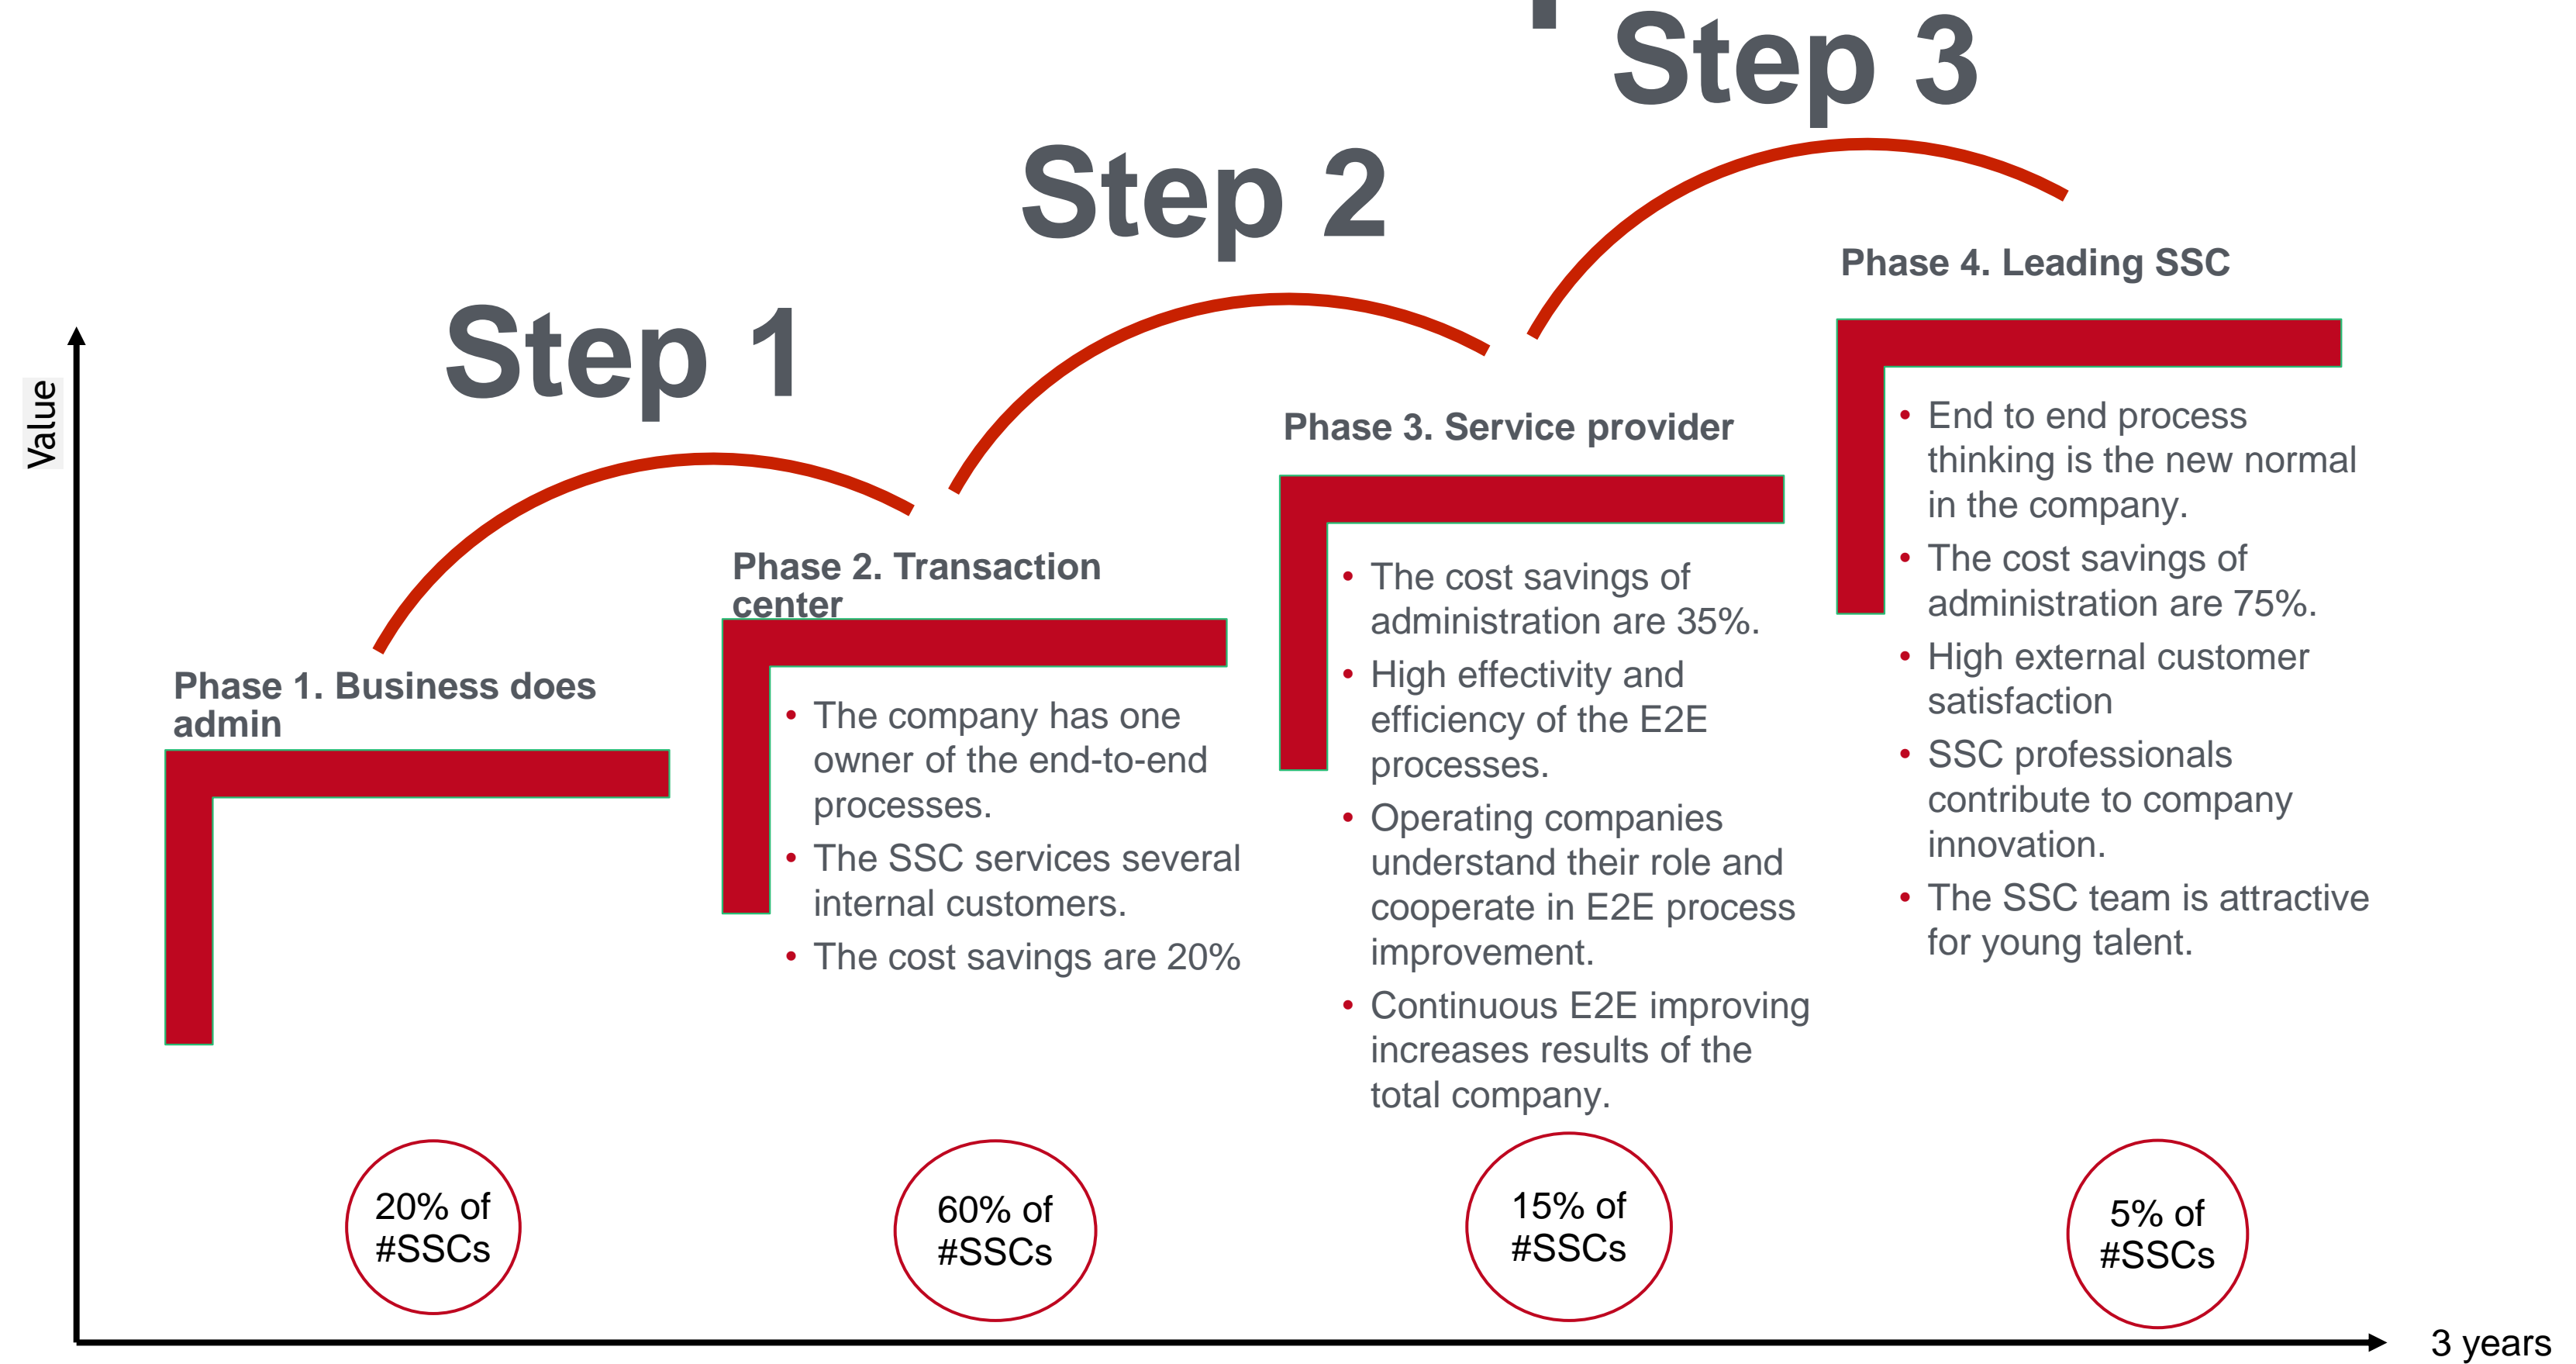 Step 3
Step 2
Step 1
Value
Phase 1. Business does
admin
Phase 2. Transaction
center
• The company has one
owner of the end-to-end
processes.
• The SSC services several
internal customers.
• The cost savings are 20%
Phase 3. Service provider
• The cost savings of
administration are 35%.
• High effectivity and
efficiency of the E2E
processes.
• Operating companies
understand their role and
cooperate in E2E process
improvement.
• Continuous E2E improving
increases results of the
total company.
Phase 4. Leading SSC
• End to end process
thinking is the new normal
in the company.
• The cost savings of
administration are 75%.
• High external customer
satisfaction
• SSC professionals
contribute to company
innovation.
• The SSC team is attractive
for young talent.
20% of
#SSCs
60% of
#SSCs
15% of
#SSCs
5% of
#SSCs
3 years